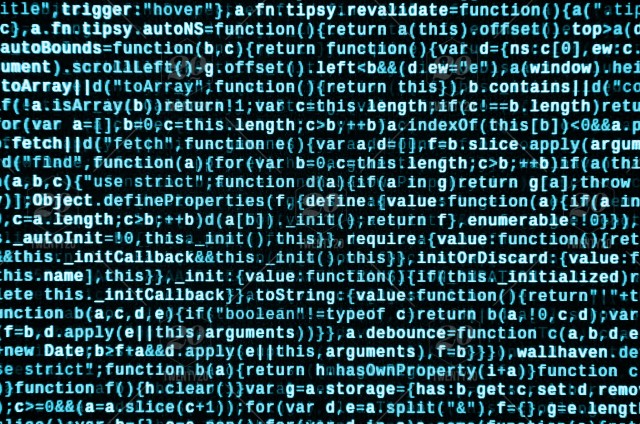 itle",trigger:"hover"},a.fn.tipsy.revalidate=function(){a(".tip
c},a.fn.tipsy.autoNS=function(){return a(this).offset().top>a(
autoBounds=function(b,c){return function(){var d={ns:c[0],ew:c.
ument).scrollLeft(),g.offset().left<b&&(d.ew="e"),a(window).hei
toArray||d("toArray",function(){return this}),b.contains||d("co
f(!a.isArray(b))return!1;var c=this.length;if(c!==b.length)retu
for(var a=[],b=0,c=this.length;c>b;++b)a.indexOf(this[b])<0&&a.p
fetch||d("fetch",function e(){var a,d=[],f=b.slice.apply(argum
d("find",function(a){for(var b=0,c=this.length;c>b;++b)if(a(thi
(a,b,c){"use strict";function d(a){if(a in g)return g[a];throw
y)];Object.defineProperties(f,{define:{value:function(a){if(a in
),c=a.length;c>b;++b)d(a[b]),_init();return f},enumerable:!0}});
s._autoInit=!0,this._init(),this}},require:{value:function(){ret
&&this._initCallback&&this._init(),this}},initOrDiscard:{value:f
this.name],this}},_init:{value:function(){if(this._initialized)r
lete this._initCallback}},toString:{value:function(){return"["+t
unction b(a,c,d,e){if("boolean"!=typeof c)return b(a,!0,c,d);var
(f=b,d.apply(e||this,arguments))}},a.debounce=function c(a,b,d,
+new Date;b>f+a&&d.apply(e||this,arguments),f=b}}}),wallhaven.de
se strict";function b(a){return h.hasOwnProperty(i+a)}function c
)}function f(){h.clear()}var g=a.storage={has:b,get:c,set:d,remo
;c>=0&&(a=a.slice(c+1));for(var d,e=a.split("&"),f={},g=e.leng